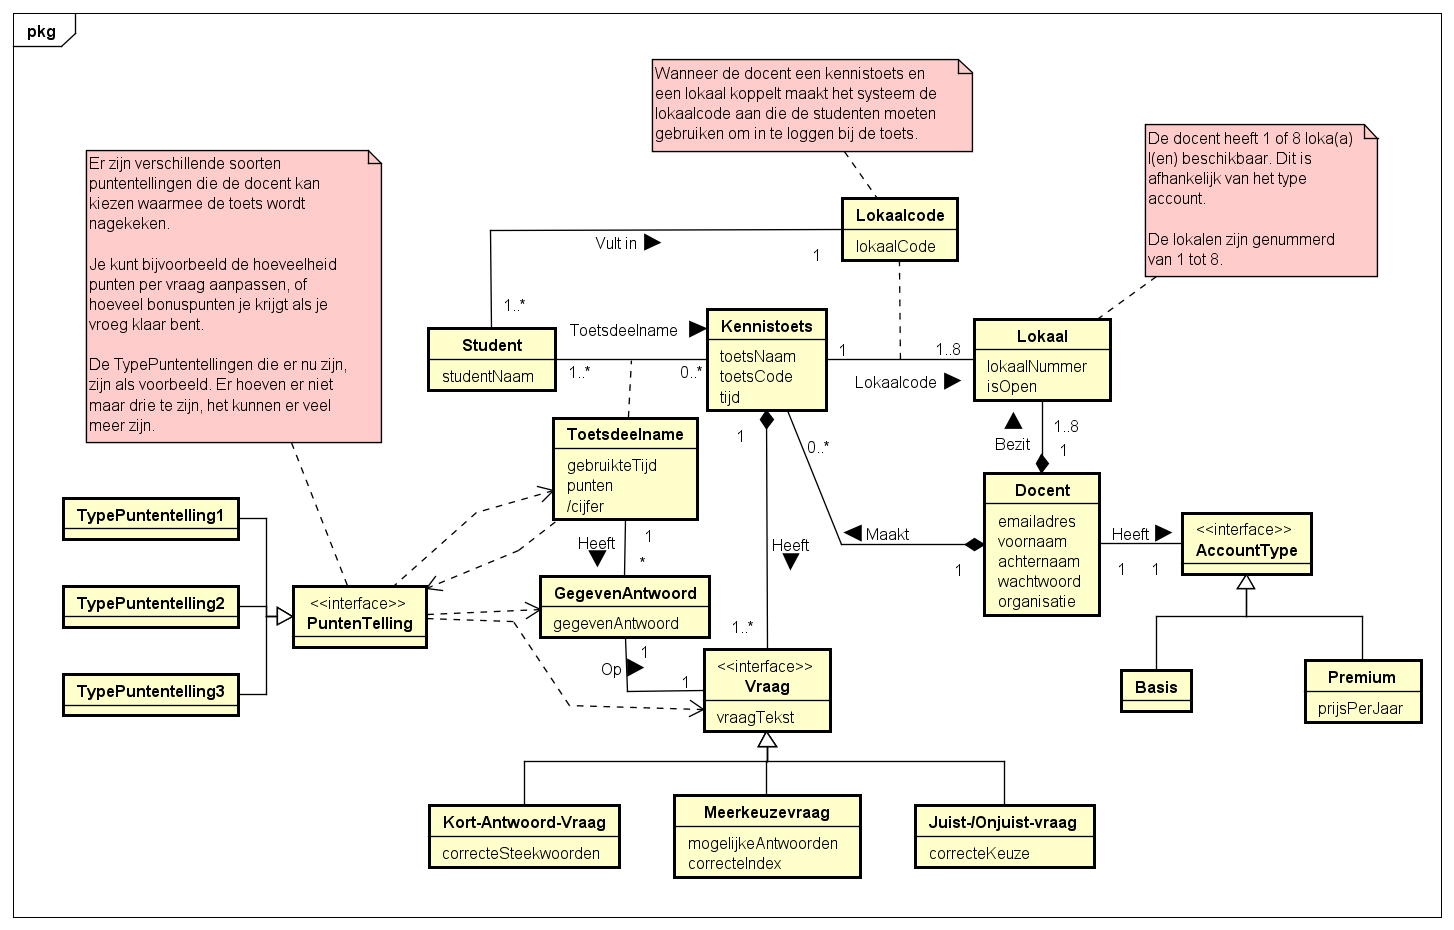 pkg
Wanneer de docent een kennistoets en
een lokaal koppelt maakt het systeem de
lokaalcode aan die de studenten moeten
gebruiken om in te loggen bij de toets.
De docent heeft 1 of 8 loka(a)
l(en) beschikbaar. Dit is
afhankelijk van het type
account.
De lokalen zijn genummerd
van 1 tot 8.
Er zijn verschillende soorten
puntentellingen die de docent kan
kiezen waarmee de toets wordt
nagekeken.
Je kunt bijvoorbeeld de hoeveelheid
punten per vraag aanpassen, of
hoeveel bonuspunten je krijgt als je
vroeg klaar bent.
De TypePuntentellingen die er nu zijn,
zijn als voorbeeld. Er hoeven er niet
maar drie te zijn, het kunnen er veel
meer zijn.
Lokaalcode
lokaalCode
Vult in
1
1..*
Student
studentNaam
Toetsdeelname
1..*
0..*
Kennistoets
toetsNaam
toetsCode
tijd
1
1..8
Lokaalcode
Lokaal
lokaalNummer
isOpen
Bezit
1..8
1
Toetsdeelname
gebruikteTijd
punten
/cijfer
1
0..*
Docent
emailadres
voornaam
achternaam
wachtwoord
organisatie
Maakt
1
Heeft
1
1
<<interface>>
AccountType
TypePuntentelling1
TypePuntentelling2
TypePuntentelling3
<<interface>>
PuntenTelling
Heeft
1
*
Heeft
GegevenAntwoord
gegevenAntwoord
1..*
Op
1
1
<<interface>>
Vraag
vraagTekst
Basis
Premium
prijsPerJaar
Kort-Antwoord-Vraag
correcteSteekwoorden
Meerkeuzevraag
mogelijkeAntwoorden
correcteIndex
Juist-/Onjuist-vraag
correcteKeuze